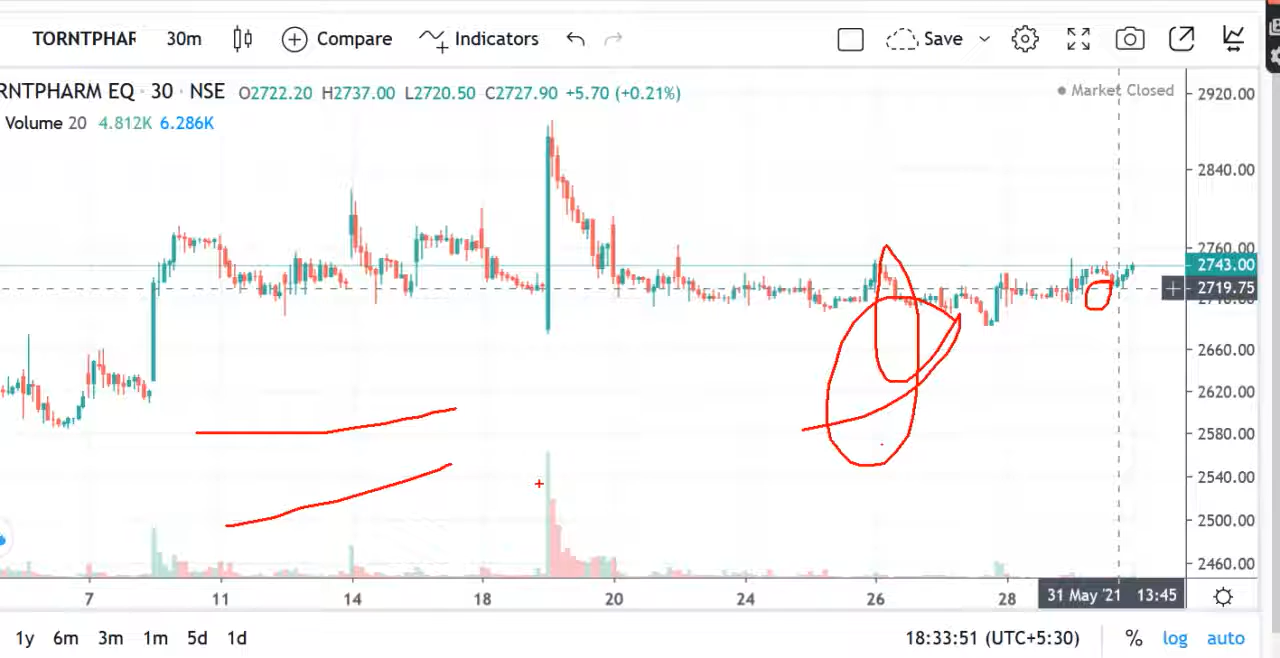 TORNTPHAR 30m Compare Indicators Save
RNTPHARM EQ · 30 · NSE O2722.20 H2737.00 L2720.50 C2727.90 +5.70 (+0.21%)
Market Closed
Volume 20 4.812K 6.286K
2920.00
2840.00
2760.00
2743.00
2719.75
2660.00
2620.00
2580.00
2540.00
2500.00
2460.00
7 11 14 18 20 24 26 28 31 May '21 13:45
1y 6m 3m 1m 5d 1d 18:33:51 (UTC+5:30) % log auto